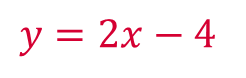 y = 2x − 4